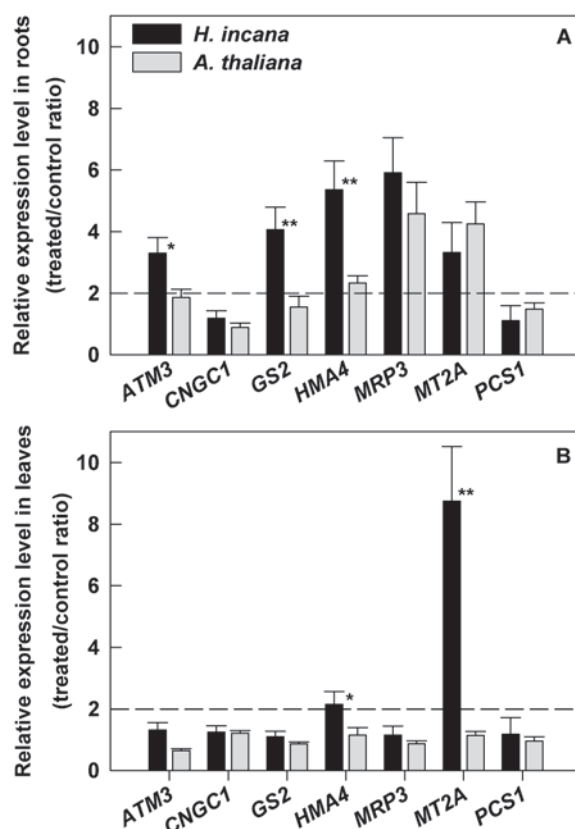 H. incana
A. thaliana
A
Relative expression level in roots
(treated/control ratio)
10
8
6
4
2
0
*
**
**
ATM3
CNGC1
GS2
HMA4
MRP3
MT2A
PCS1
B
Relative expression level in leaves
(treated/control ratio)
10
8
6
4
2
0
*
**
ATM3
CNGC1
GS2
HMA4
MRP3
MT2A
PCS1